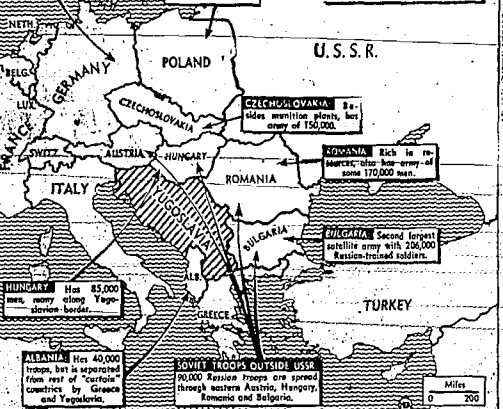 NETH.
U. S. S. R.
POLAND
BELG.
GERMANY
LUX.
CZECHOSLOVAKIA: Be-
sides munition plants, has
army of 150,000.
CZECHOSLOVAKIA
FRANCE
SWITZ.
AUSTRIA
HUNGARY
ROMANIA: Rich in re-
sources, also has army of
some 170,000 men.
ITALY
ROMANIA
YUGOSLAVIA
BULGARIA
BULGARIA: Second largest
satellite army with 206,000
Russian-trained soldiers.
HUNGARY: Has 85,000
men, many along Yugo-
slavian border.
ALB.
GREECE
TURKEY
ALBANIA: Has 40,000
troops, but is separated
from rest of "curtain"
countries by Greece
and Yugoslavia.
SOVIET TROOPS OUTSIDE USSR
90,000 Russian troops are spread
through eastern Austria, Hungary,
Romania and Bulgaria.
Miles
0 200